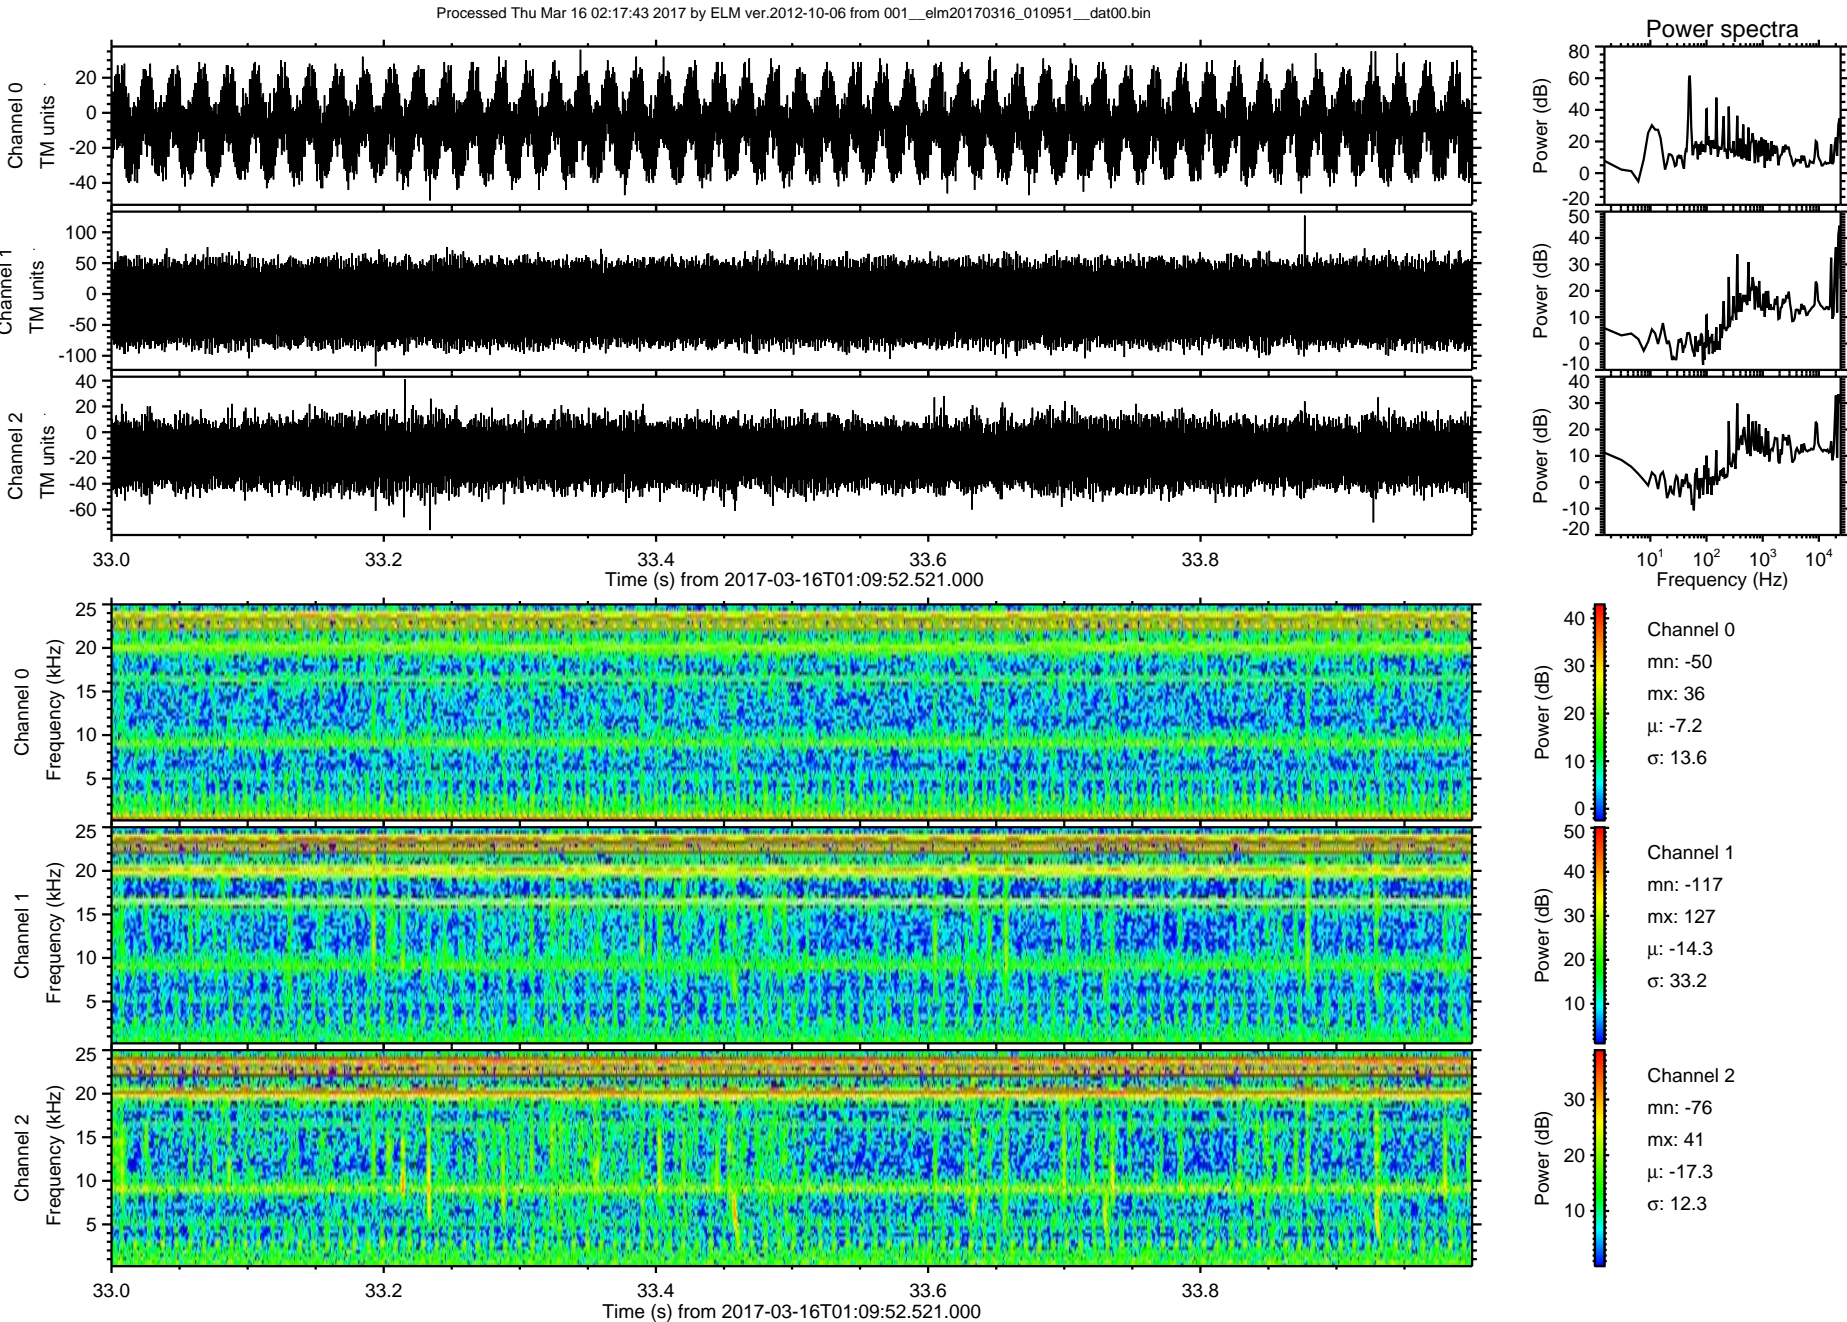 Processed Thu Mar 16 02:17:43 2017 by ELM ver.2012-10-06 from 001__elm20170316_010951__dat00.bin
Power spectra
Channel 0
TM units
20
0
-20
-40
Power (dB)
80
60
40
20
0
-20
Channel 1
TM units
100
50
0
-50
-100
Power (dB)
50
40
30
20
10
0
-10
Channel 2
TM units
40
20
0
-20
-40
-60
Power (dB)
40
30
20
10
0
-10
-20
33.0 33.2 33.4 33.6 33.8
Time (s) from 2017-03-16T01:09:52.521.000
10^1 10^2 10^3 10^4
Frequency (Hz)
Channel 0
Frequency (kHz)
25
20
15
10
5
Power (dB)
40
30
20
10
0
Channel 0
mn: -50
mx: 36
μ: -7.2
σ: 13.6
Channel 1
Frequency (kHz)
25
20
15
10
5
Power (dB)
50
40
30
20
10
Channel 1
mn: -117
mx: 127
μ: -14.3
σ: 33.2
Channel 2
Frequency (kHz)
25
20
15
10
5
Power (dB)
30
20
10
Channel 2
mn: -76
mx: 41
μ: -17.3
σ: 12.3
33.0 33.2 33.4 33.6 33.8
Time (s) from 2017-03-16T01:09:52.521.000